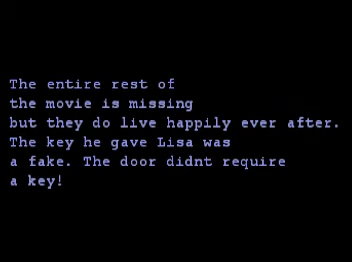 The entire rest of
the movie is missing
but they do live happily ever after.
The key he gave Lisa was
a fake. The door didnt require
a key!